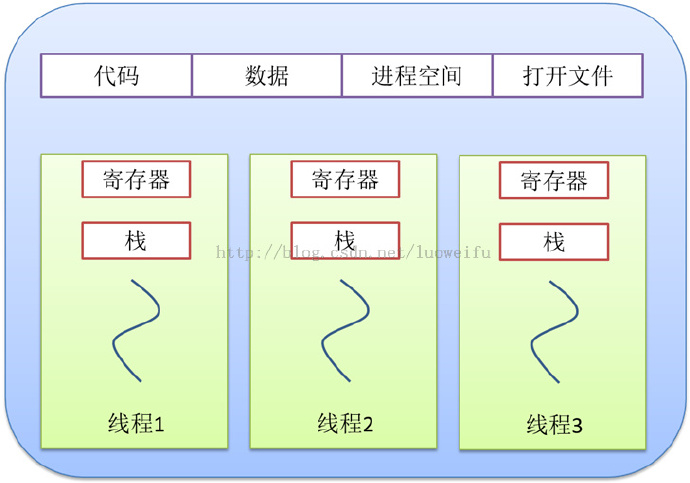 代码 数据 进程空间 打开文件
寄存器 寄存器 寄存器
栈 栈 栈
http://blog.csdn.net/luoweifu
线程1 线程2 线程3